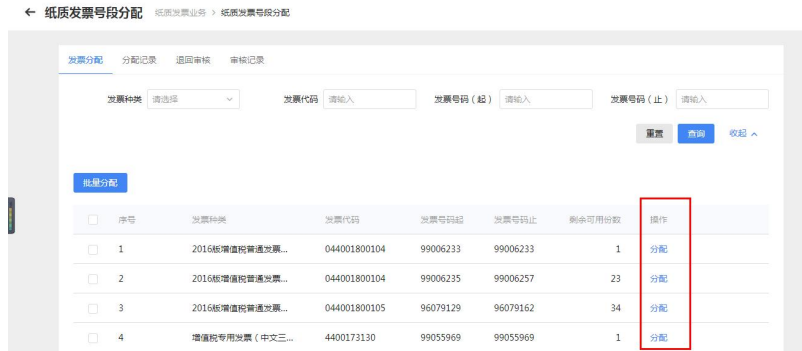 ← 纸质发票号段分配 纸质发票业务 > 纸质发票号段分配
发票分配 分配记录 退回审核 审核记录
发票种类 请选择 发票代码 请输入 发票号码（起） 请输入 发票号码（止） 请输入
重置 查询 收起
批量分配
序号 发票种类 发票代码 发票号码起 发票号码止 剩余可用份数 操作
1 2016版增值税普通发票... 044001800104 99006233 99006233 1 分配
2 2016版增值税普通发票... 044001800104 99006235 99006257 23 分配
3 2016版增值税普通发票... 044001800105 96079129 96079162 34 分配
4 增值税专用发票（中文三... 4400173130 99055969 99055969 1 分配